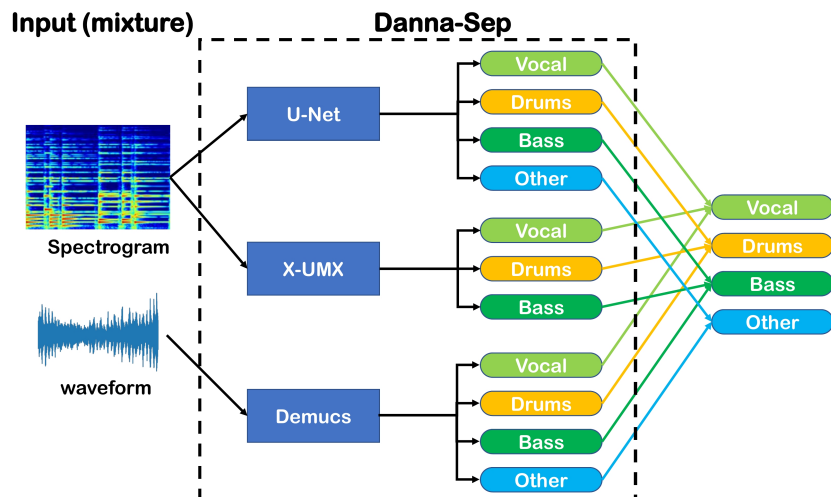 Input (mixture)
Danna-Sep
Spectrogram
waveform
U-Net
Vocal
Drums
Bass
Other
X-UMX
Vocal
Drums
Bass
Demucs
Vocal
Drums
Bass
Other
Vocal
Drums
Bass
Other